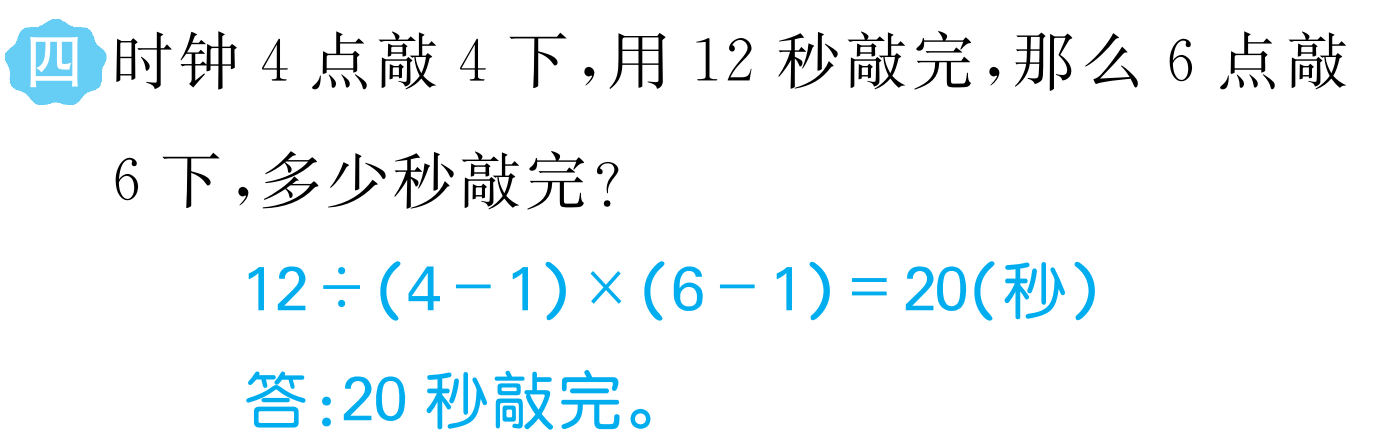 四 时钟 4 点敲 4 下,用 12 秒敲完,那么 6 点敲
6 下,多少秒敲完?
12÷(4-1)×(6-1)=20(秒)
答:20 秒敲完。